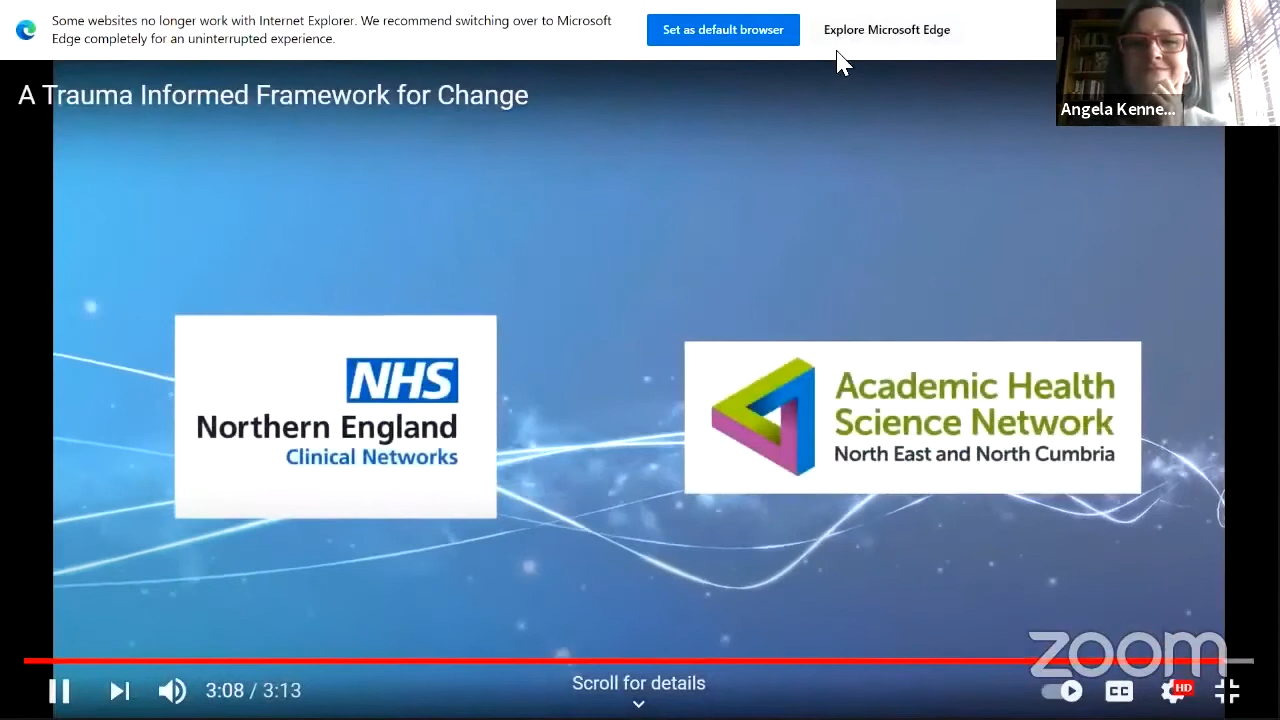 Some websites no longer work with Internet Explorer. We recommend switching over to Microsoft
Edge completely for an uninterrupted experience.
Set as default browser
Explore Microsoft Edge
Angela Kenne...
A Trauma Informed Framework for Change
NHS
Northern England
Clinical Networks
Academic Health
Science Network
North East and North Cumbria
zoom
3:08 / 3:13
Scroll for details
CC
HD